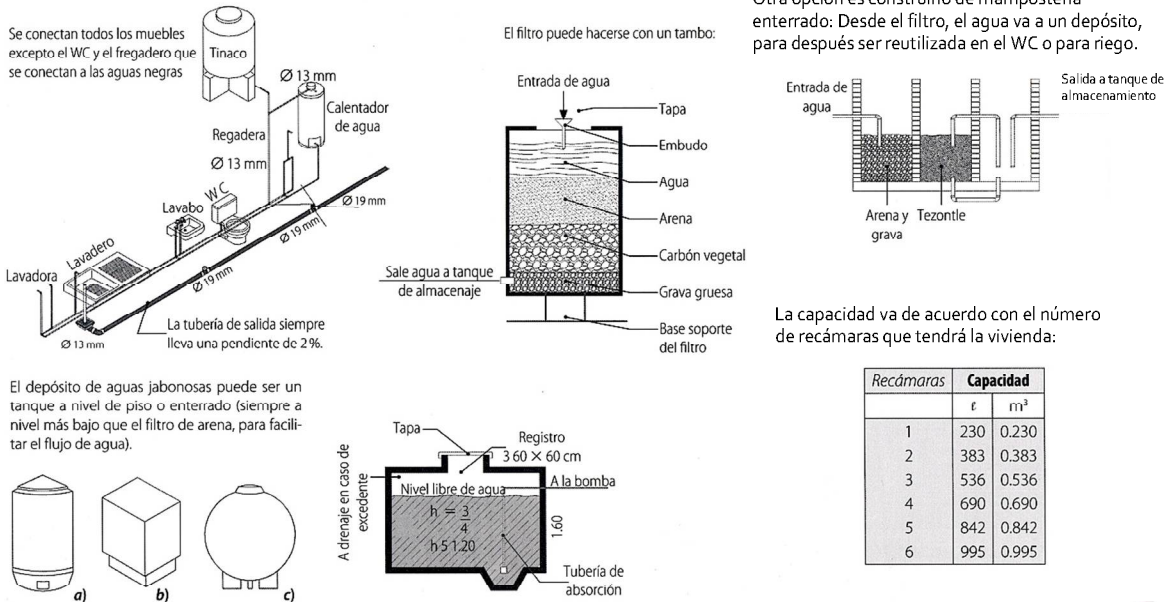 Se conectan todos los muebles
excepto el WC y el fregadero que
se conectan a las aguas negras
Tinaco
Ø 13 mm
Calentador
de agua
Regadera
Ø 13 mm
WC
Lavabo
Ø 19 mm
Ø 19 mm
Lavadero
Ø 19 mm
Lavadora
La tubería de salida siempre
lleva una pendiente de 2%.
Ø 13 mm
El filtro puede hacerse con un tambo:
Entrada de agua
Tapa
Embudo
Agua
Arena
Carbón vegetal
Sale agua a tanque
de almacenaje
Grava gruesa
Base soporte
del filtro
enterrado: Desde el filtro, el agua va a un depósito,
para después ser reutilizada en el WC o para riego.
Entrada de
agua
Salida a tanque de
almacenamiento
Arena y
grava
Tezontle
El depósito de aguas jabonosas puede ser un
tanque a nivel de piso o enterrado (siempre a
nivel más bajo que el filtro de arena, para facili-
tar el flujo de agua).
a)
b)
c)
Tapa
Registro
3 60 × 60 cm
A la bomba
Nivel libre de agua
A drenaje en caso de
excedente
h = 3/4
h 5 1.20
1.60
Tubería de
absorción
La capacidad va de acuerdo con el número
de recámaras que tendrá la vivienda:
Recámaras Capacidad
ℓ m³
1 230 0.230
2 383 0.383
3 536 0.536
4 690 0.690
5 842 0.842
6 995 0.995